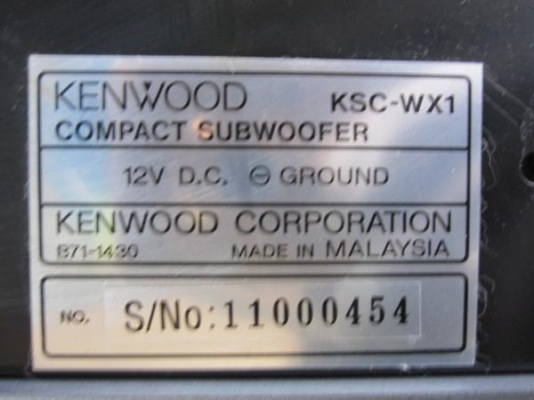 KENWOOD KSC-WX1
COMPACT SUBWOOFER
12V D.C. ⊖ GROUND
KENWOOD CORPORATION
B71-1430 MADE IN MALAYSIA
NO. S/No:11000454